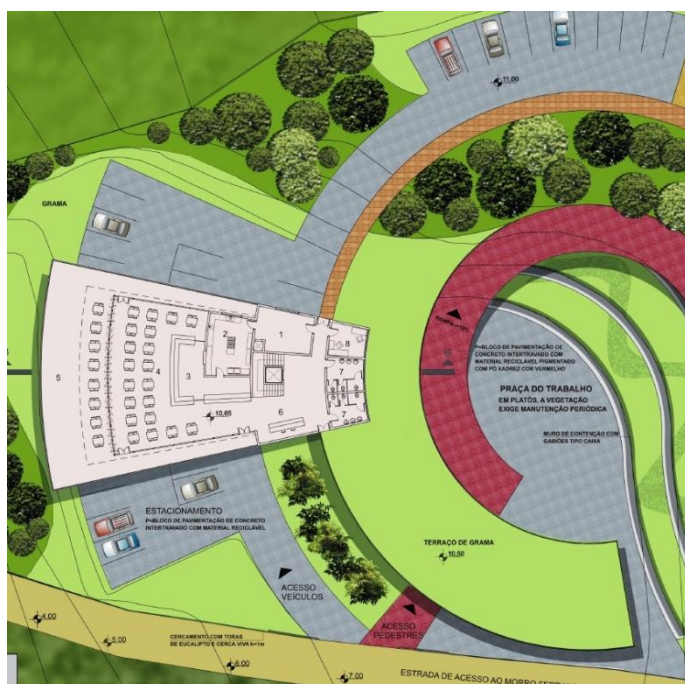 11,00
GRAMA
RAMPA i=10%
P=BLOCO DE PAVIMENTAÇÃO DE
CONCRETO INTERTRAVADO COM
MATERIAL RECICLÁVEL PIGMENTADO
COM PÓ XADREZ COR VERMELHO
PRAÇA DO TRABALHO
EM PLATÔS, A VEGETAÇÃO
EXIGE MANUTENÇÃO PERIÓDICA
MURO DE CONTENÇÃO COM
GABIÕES TIPO CAIXA
1
2
3
4
5
6
7
7
8
10,65
ESTACIONAMENTO
P=BLOCO DE PAVIMENTAÇÃO DE CONCRETO
INTERTRAVADO COM MATERIAL RECICLÁVEL
TERRAÇO DE GRAMA
10,50
ACESSO
VEÍCULOS
ACESSO
PEDESTRES
CERCAMENTO COM TORAS
DE EUCALIPTO E CERCA VIVA h=1m
4,00
5,00
6,00
7,00
ESTRADA DE ACESSO AO MORRO